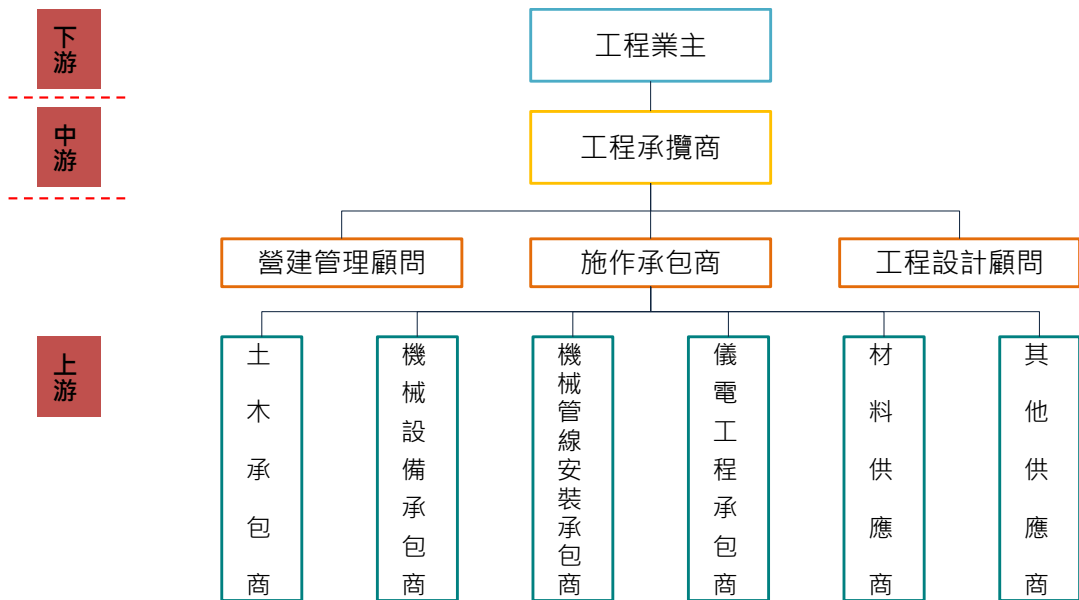 下游
工程業主
中游
工程承攬商
營建管理顧問
施作承包商
工程設計顧問
上游
土木承包商
機械設備承包商
機械管線安裝承包商
儀電工程承包商
材料供應商
其他供應商